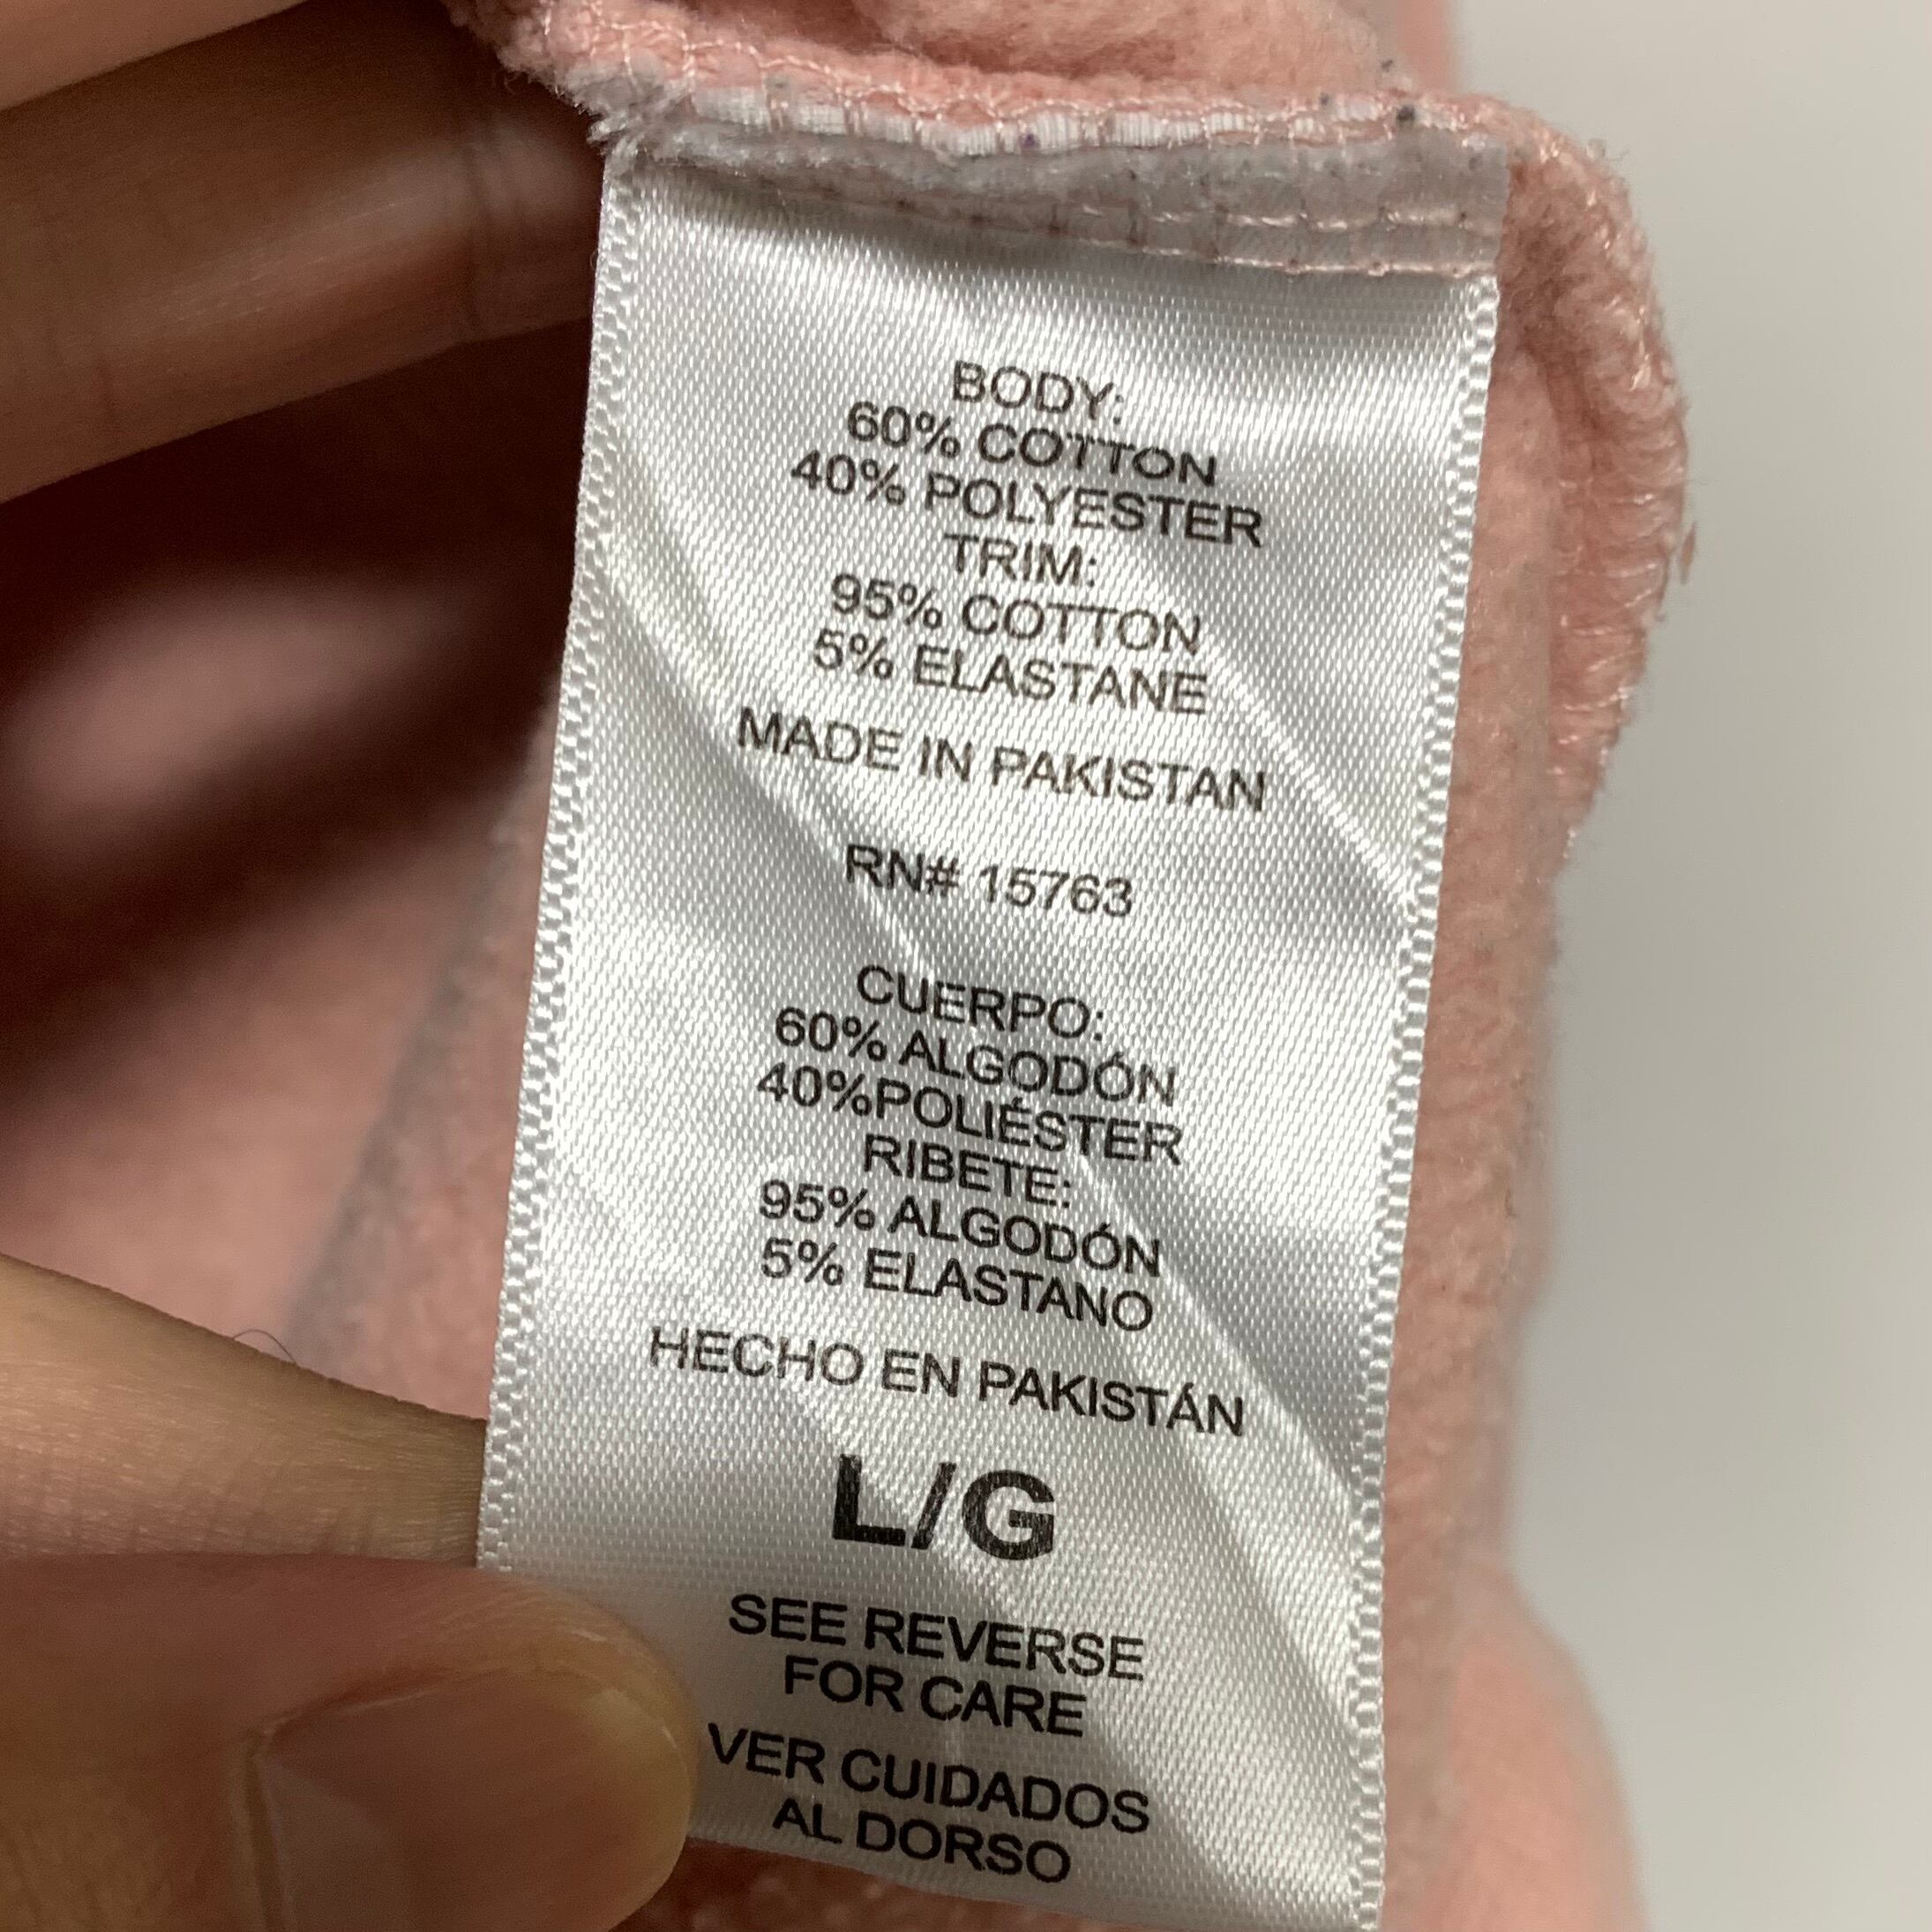 BODY:
60% COTTON
40% POLYESTER
TRIM:
95% COTTON
5% ELASTANE
MADE IN PAKISTAN
RN# 15763
CUERPO:
60% ALGODÓN
40%POLIÉSTER
RIBETE:
95% ALGODÓN
5% ELASTANO
HECHO EN PAKISTÁN
L/G
SEE REVERSE
FOR CARE
VER CUIDADOS
AL DORSO